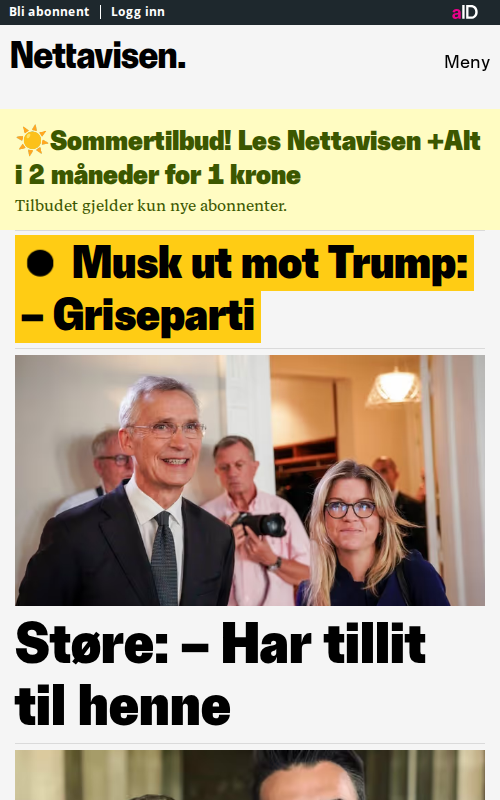 Bli abonnent | Logg inn
aID
Nettavisen.
Meny
☀️Sommertilbud! Les Nettavisen +Alt
i 2 måneder for 1 krone
Tilbudet gjelder kun nye abonnenter.
● Musk ut mot Trump:
– Griseparti
Støre: – Har tillit
til henne